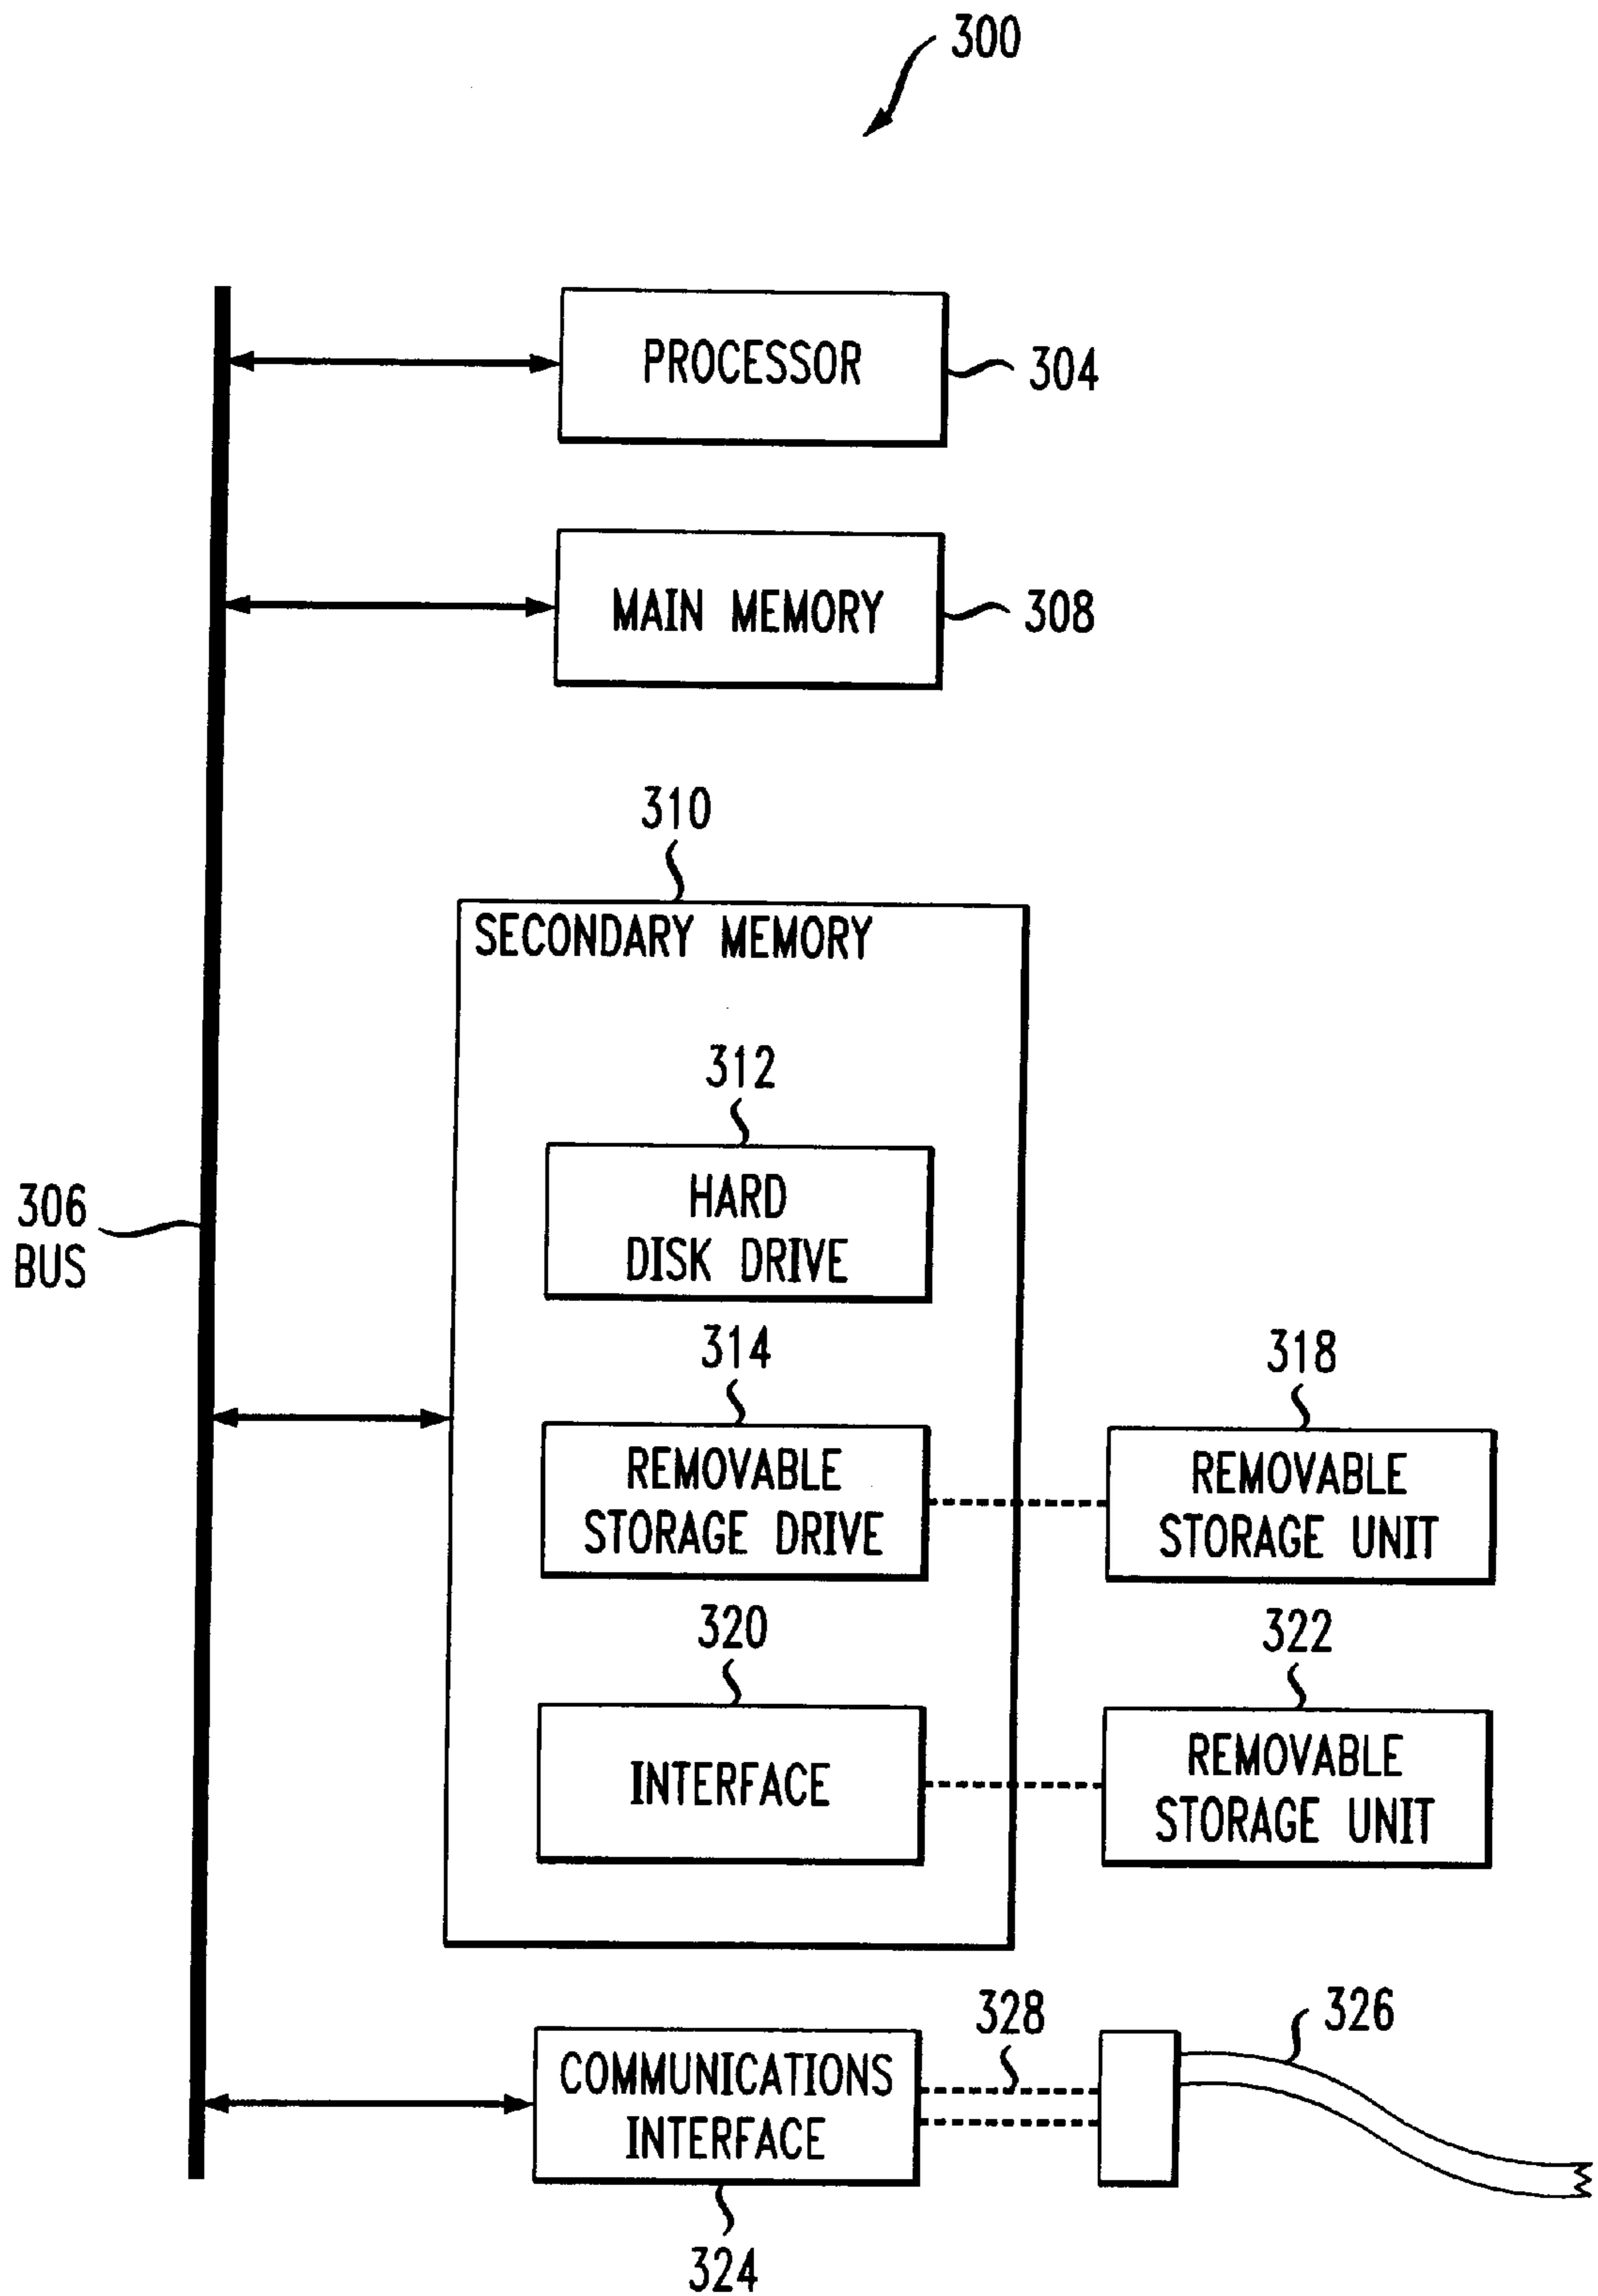 300
PROCESSOR
304
MAIN MEMORY
308
310
SECONDARY MEMORY
312
HARD
DISK DRIVE
306
BUS
314
REMOVABLE
STORAGE DRIVE
318
REMOVABLE
STORAGE UNIT
320
INTERFACE
322
REMOVABLE
STORAGE UNIT
328
326
COMMUNICATIONS
INTERFACE
324